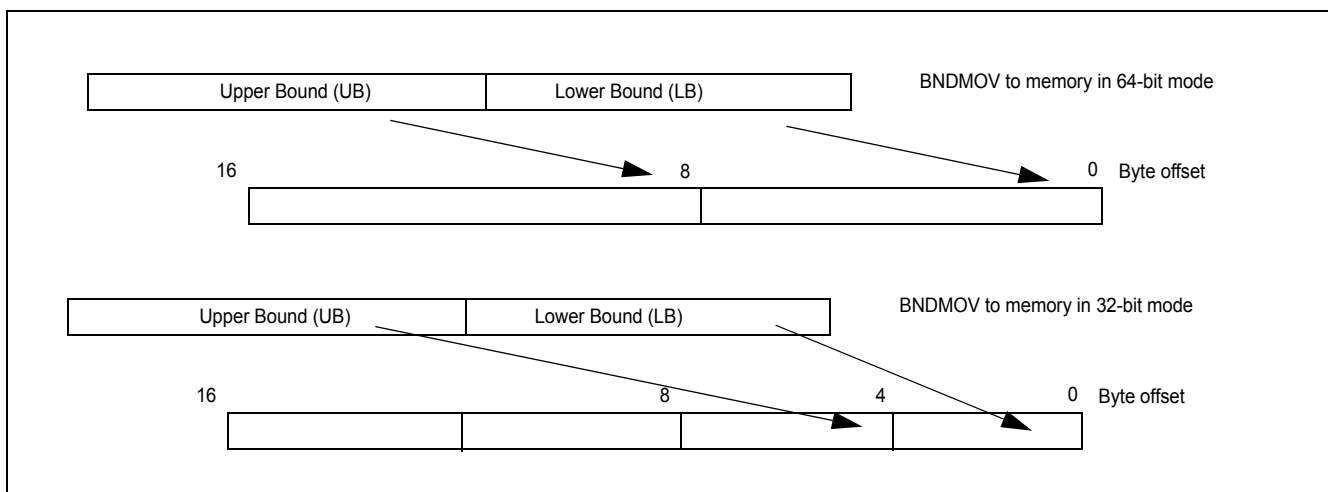 Upper Bound (UB) Lower Bound (LB) BNDMOV to memory in 64-bit mode
16 8 0 Byte offset
Upper Bound (UB) Lower Bound (LB) BNDMOV to memory in 32-bit mode
16 8 4 0 Byte offset